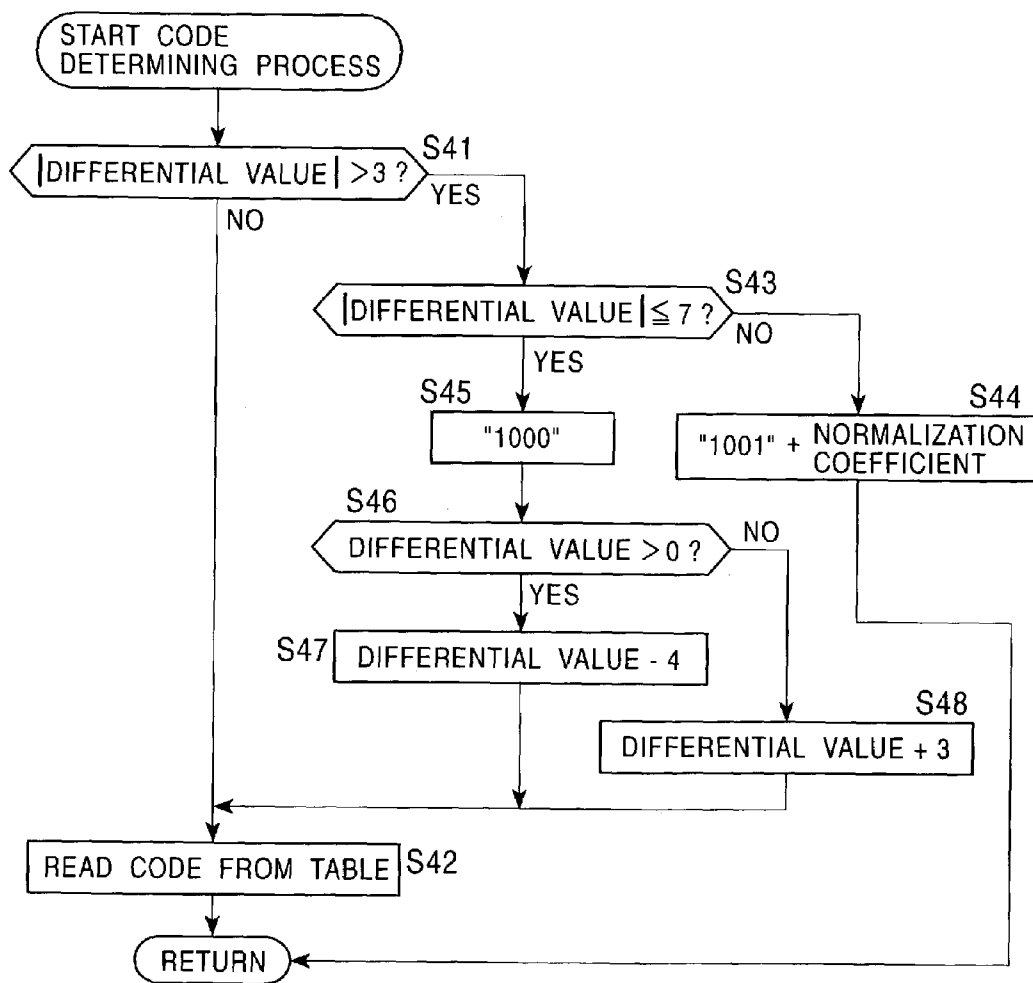 START CODE
DETERMINING PROCESS
S41
|DIFFERENTIAL VALUE| >3 ?
YES
NO
S43
|DIFFERENTIAL VALUE| ≦ 7 ?
NO
YES
S45
"1000"
S44
"1001" + NORMALIZATION
COEFFICIENT
S46
DIFFERENTIAL VALUE >0 ?
NO
YES
S47
DIFFERENTIAL VALUE - 4
S48
DIFFERENTIAL VALUE + 3
READ CODE FROM TABLE
S42
RETURN